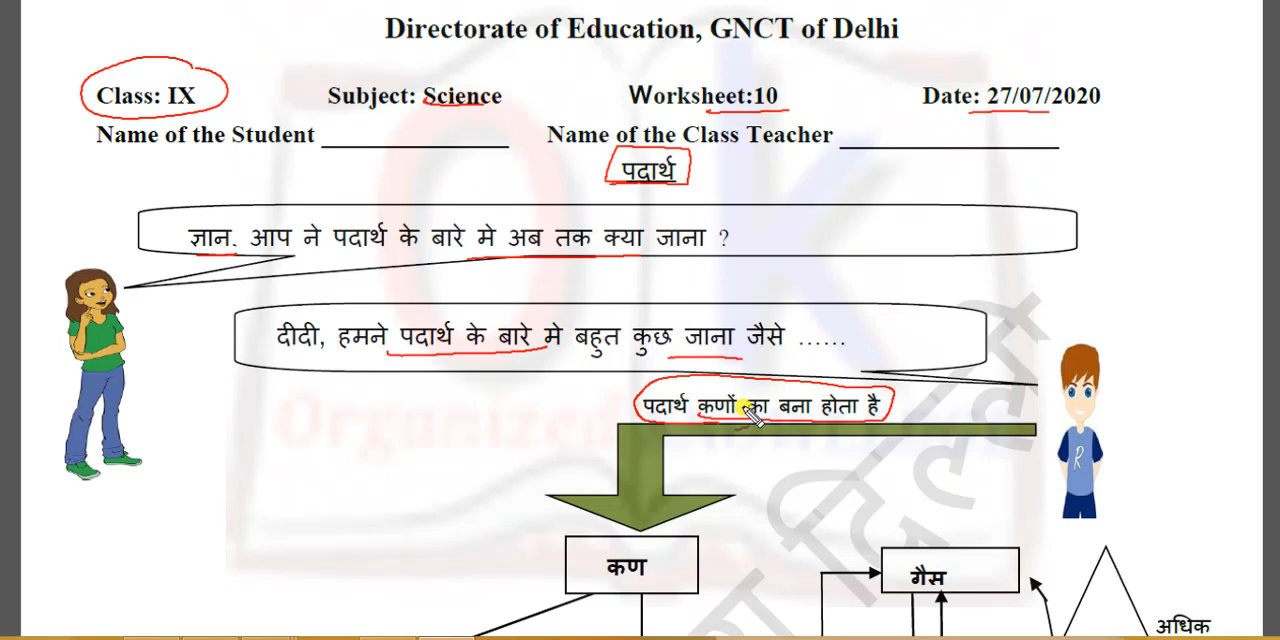 Directorate of Education, GNCT of Delhi
Class: IX Subject: Science Worksheet:10 Date: 27/07/2020
Name of the Student Name of the Class Teacher
पदार्थ
ज्ञान. आप ने पदार्थ के बारे मे अब तक क्या जाना ?
दीदी, हमने पदार्थ के बारे मे बहुत कुछ जाना जैसे ......
पदार्थ कणों का बना होता है
R
कण
गैस
अधिक